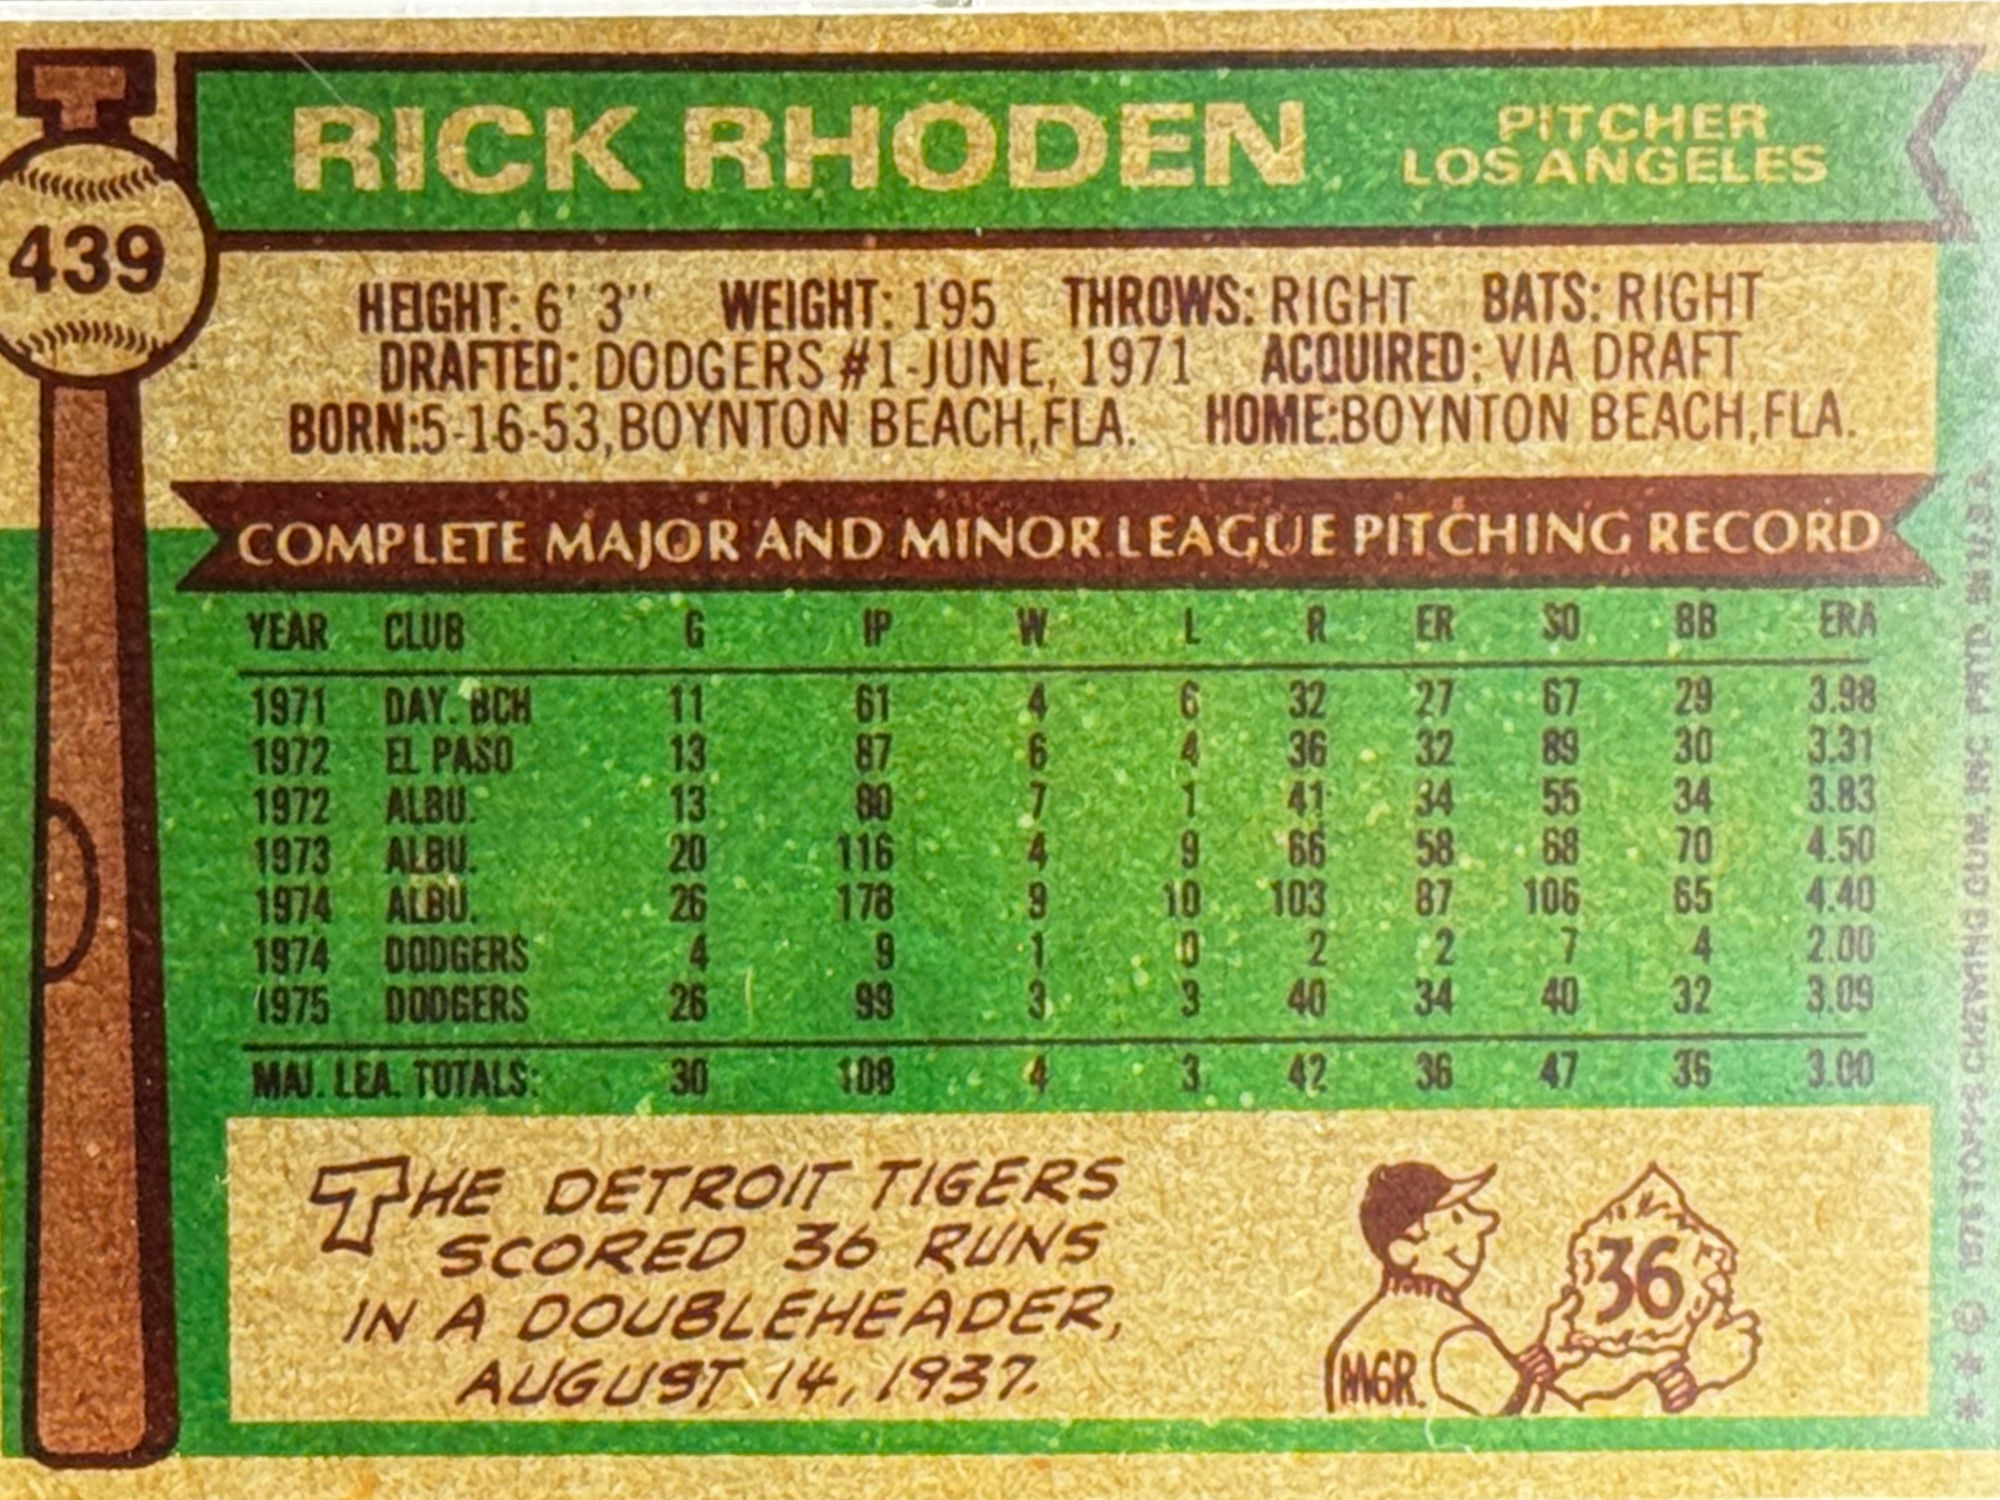 RICK RHODEN
PITCHER
LOS ANGELES
439
HEIGHT: 6' 3" WEIGHT: 195 THROWS: RIGHT BATS: RIGHT
DRAFTED: DODGERS #1-JUNE, 1971 ACQUIRED: VIA DRAFT
BORN:5-16-53,BOYNTON BEACH,FLA. HOME:BOYNTON BEACH,FLA.
COMPLETE MAJOR AND MINOR LEAGUE PITCHING RECORD
YEAR CLUB G IP W L R ER SO BB ERA
1971 DAY. BCH 11 61 4 6 32 27 67 29 3.98
1972 EL PASO 13 87 6 4 36 32 89 30 3.31
1972 ALBU. 13 80 7 1 41 34 55 34 3.83
1973 ALBU. 20 116 4 9 66 58 68 70 4.50
1974 ALBU. 26 178 9 10 103 87 106 65 4.40
1974 DODGERS 4 9 1 0 2 2 7 4 2.00
1975 DODGERS 26 99 3 3 40 34 40 32 3.09
MAJ. LEA. TOTALS: 30 108 4 3 42 36 47 36 3.00
THE DETROIT TIGERS
SCORED 36 RUNS
IN A DOUBLEHEADER,
AUGUST 14, 1937.
36
MGR.
* * © 1976 TOPPS CHEWING GUM, INC. PRTD. IN U.S.A.